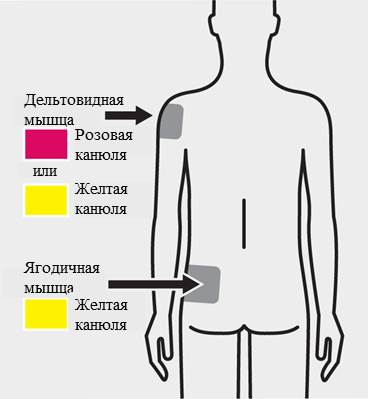 Дельтовидная
мышца
Розовая
канюля
или
Желтая
канюля
Ягодичная
мышца
Желтая
канюля